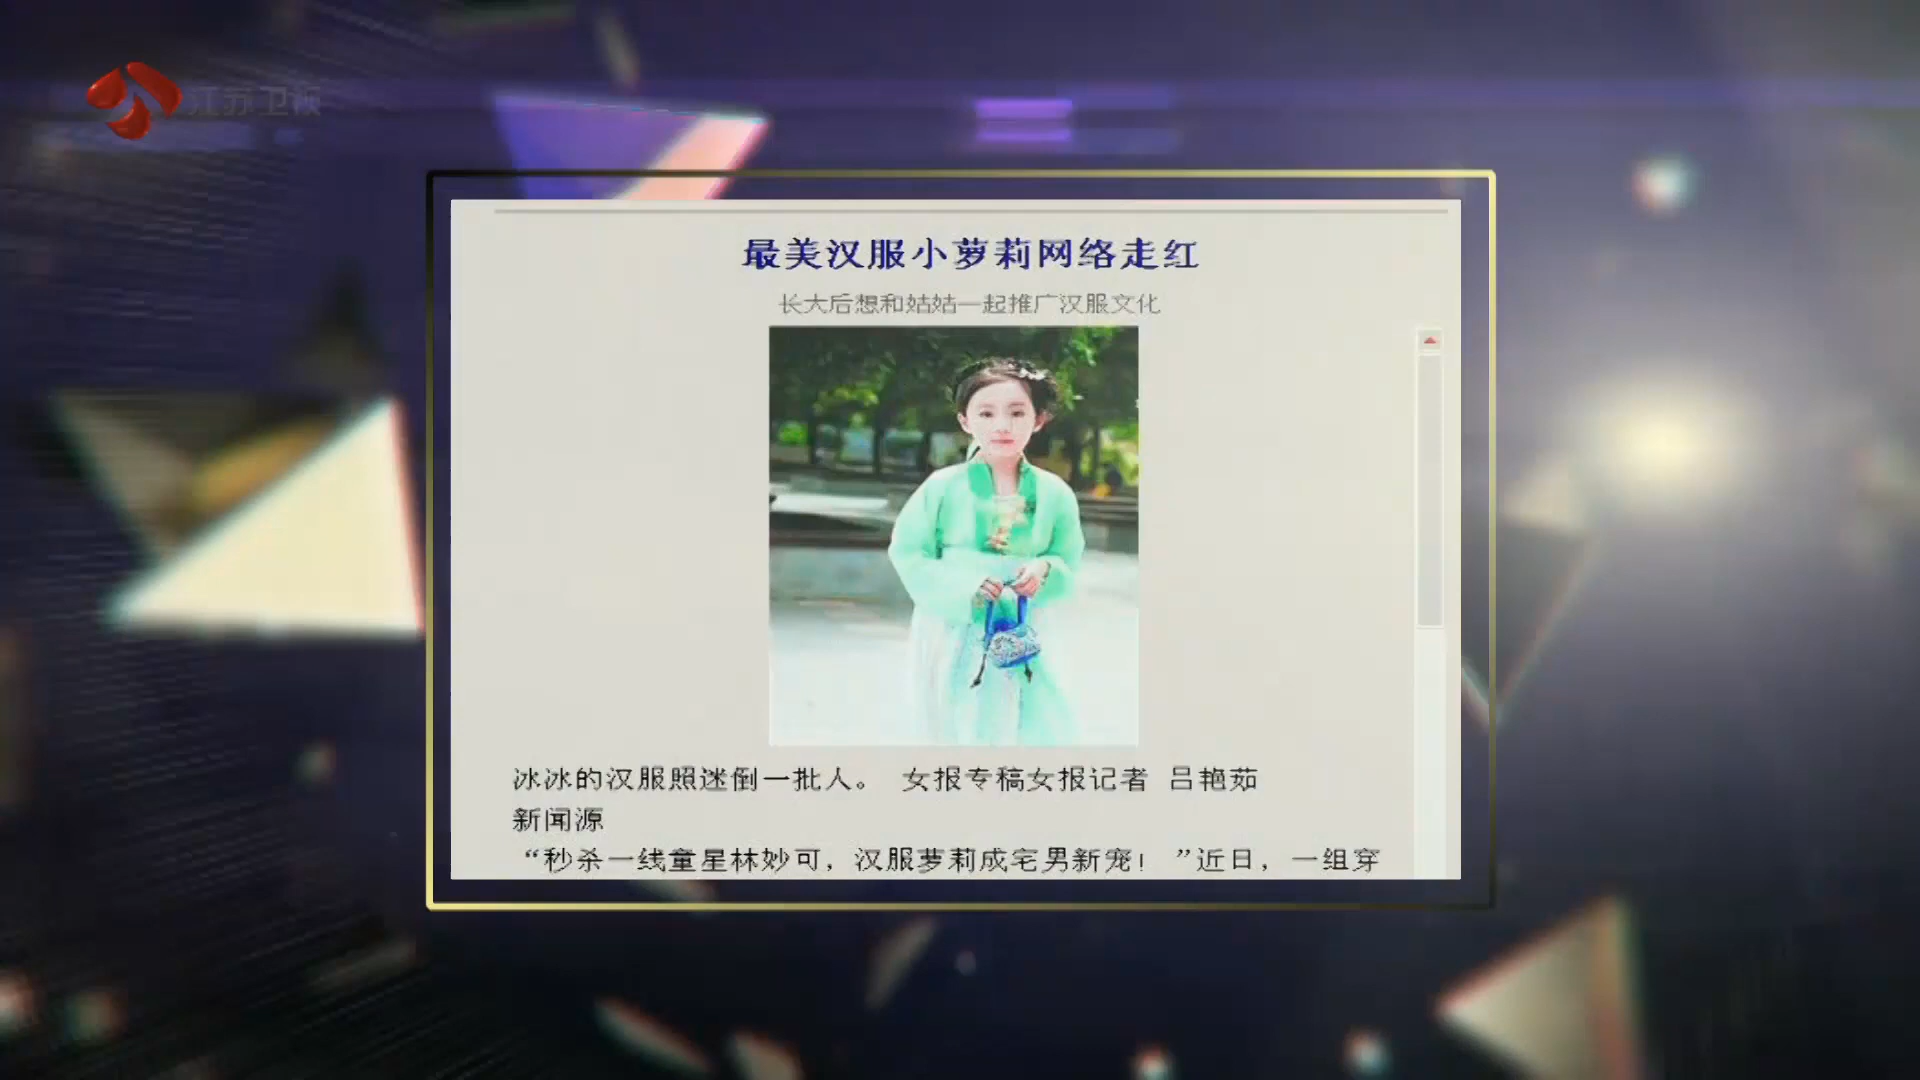 江苏卫视
最美汉服小萝莉网络走红
长大后想和姑姑一起推广汉服文化
冰冰的汉服照迷倒一批人。 女报专稿女报记者 吕艳茹
新闻源
“秒杀一线童星林妙可，汉服萝莉成宅男新宠！”近日，一组穿